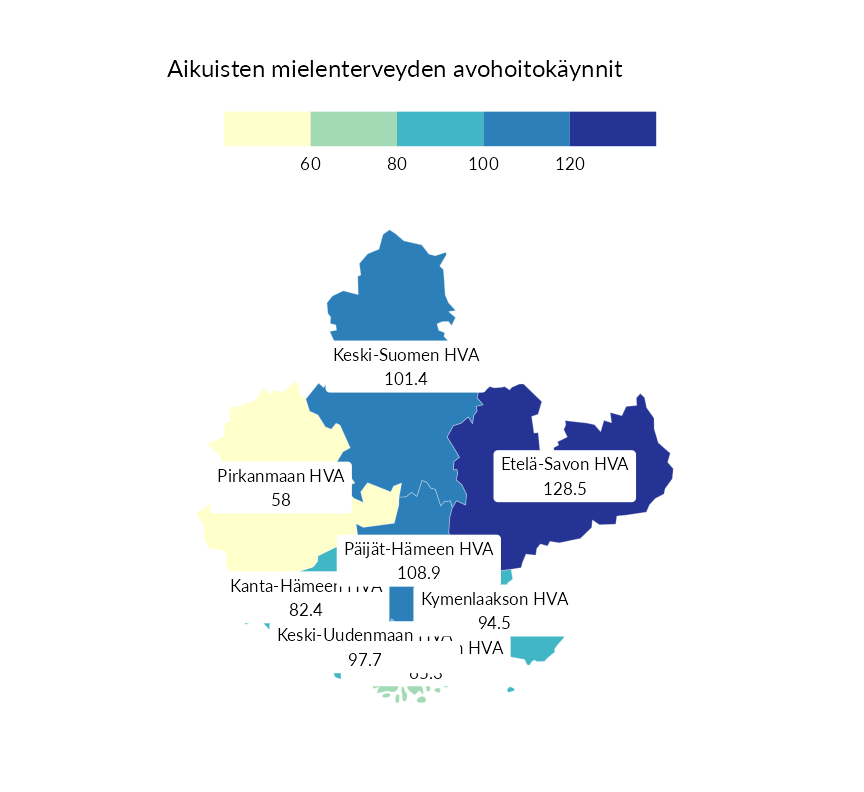 Aikuisten mielenterveyden avohoitokäynnit
60 80 100 120
Keski-Suomen HVA
101.4
Etelä-Savon HVA
128.5
Pirkanmaan HVA
58
Päijät-Hämeen HVA
108.9
Kanta-Hämeen HVA
82.4
Kymenlaakson HVA
94.5
Keski-Uudenmaan HVA
97.7
n HVA